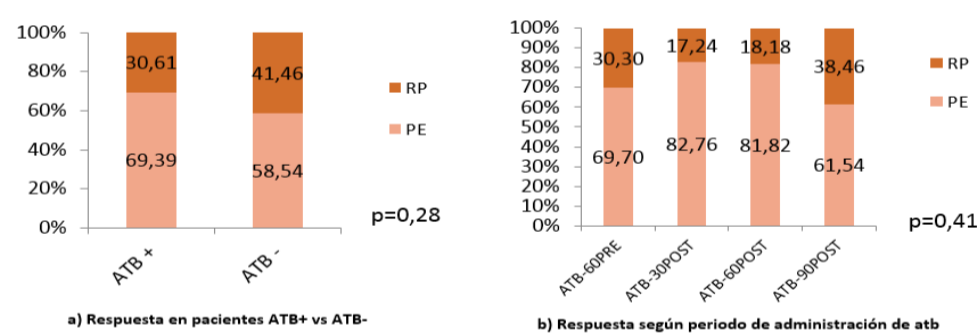 100%
80%
60%
40%
20%
0%
30,61
41,46
69,39
58,54
RP
PE
p=0,28
ATB +
ATB -
a) Respuesta en pacientes ATB+ vs ATB-
100%
90%
80%
70%
60%
50%
40%
30%
20%
10%
0%
30,30
17,24
18,18
38,46
69,70
82,76
81,82
61,54
RP
PE
p=0,41
ATB-60PRE
ATB-30POST
ATB-60POST
ATB-90POST
b) Respuesta según periodo de administración de atb